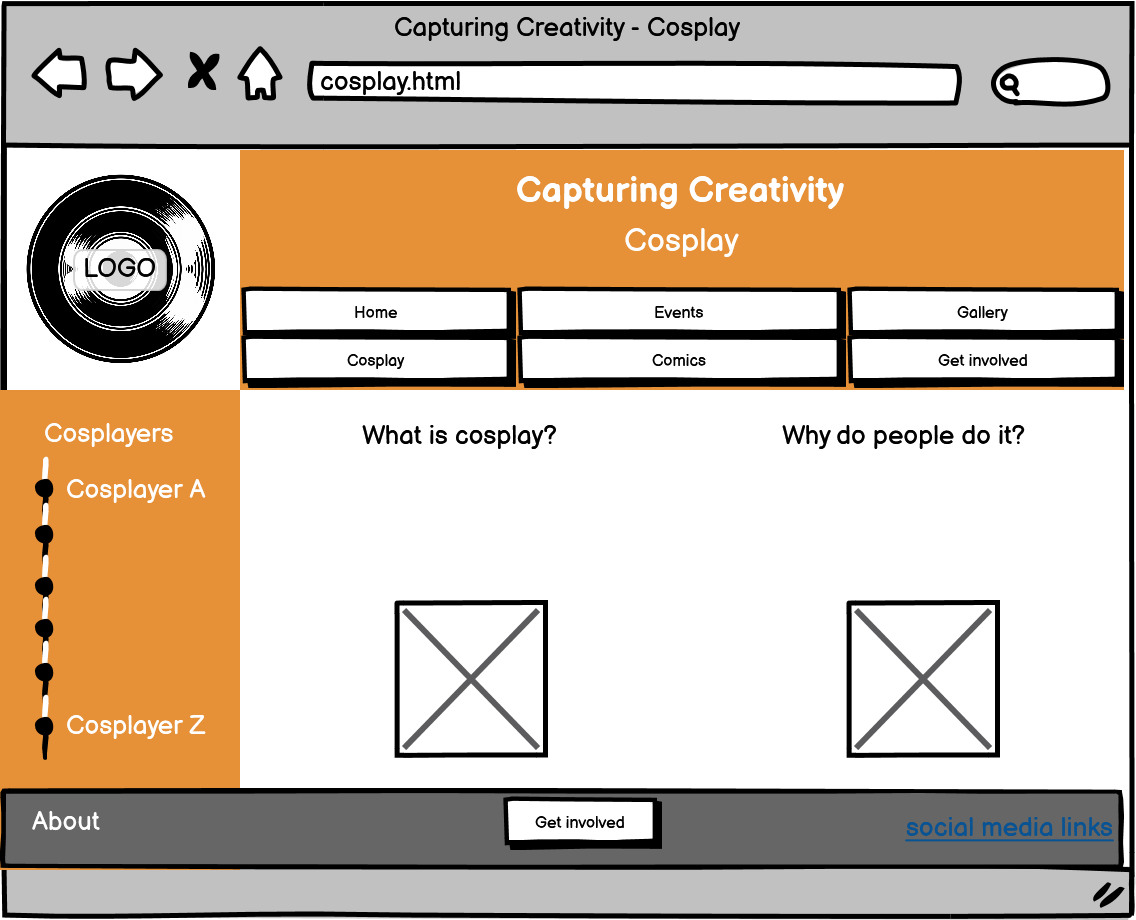 Capturing Creativity - Cosplay
cosplay.html
LOGO
Capturing Creativity
Cosplay
Home
Events
Gallery
Cosplay
Comics
Get involved
Cosplayers
Cosplayer A
Cosplayer Z
What is cosplay?
Why do people do it?
About
Get involved
social media links